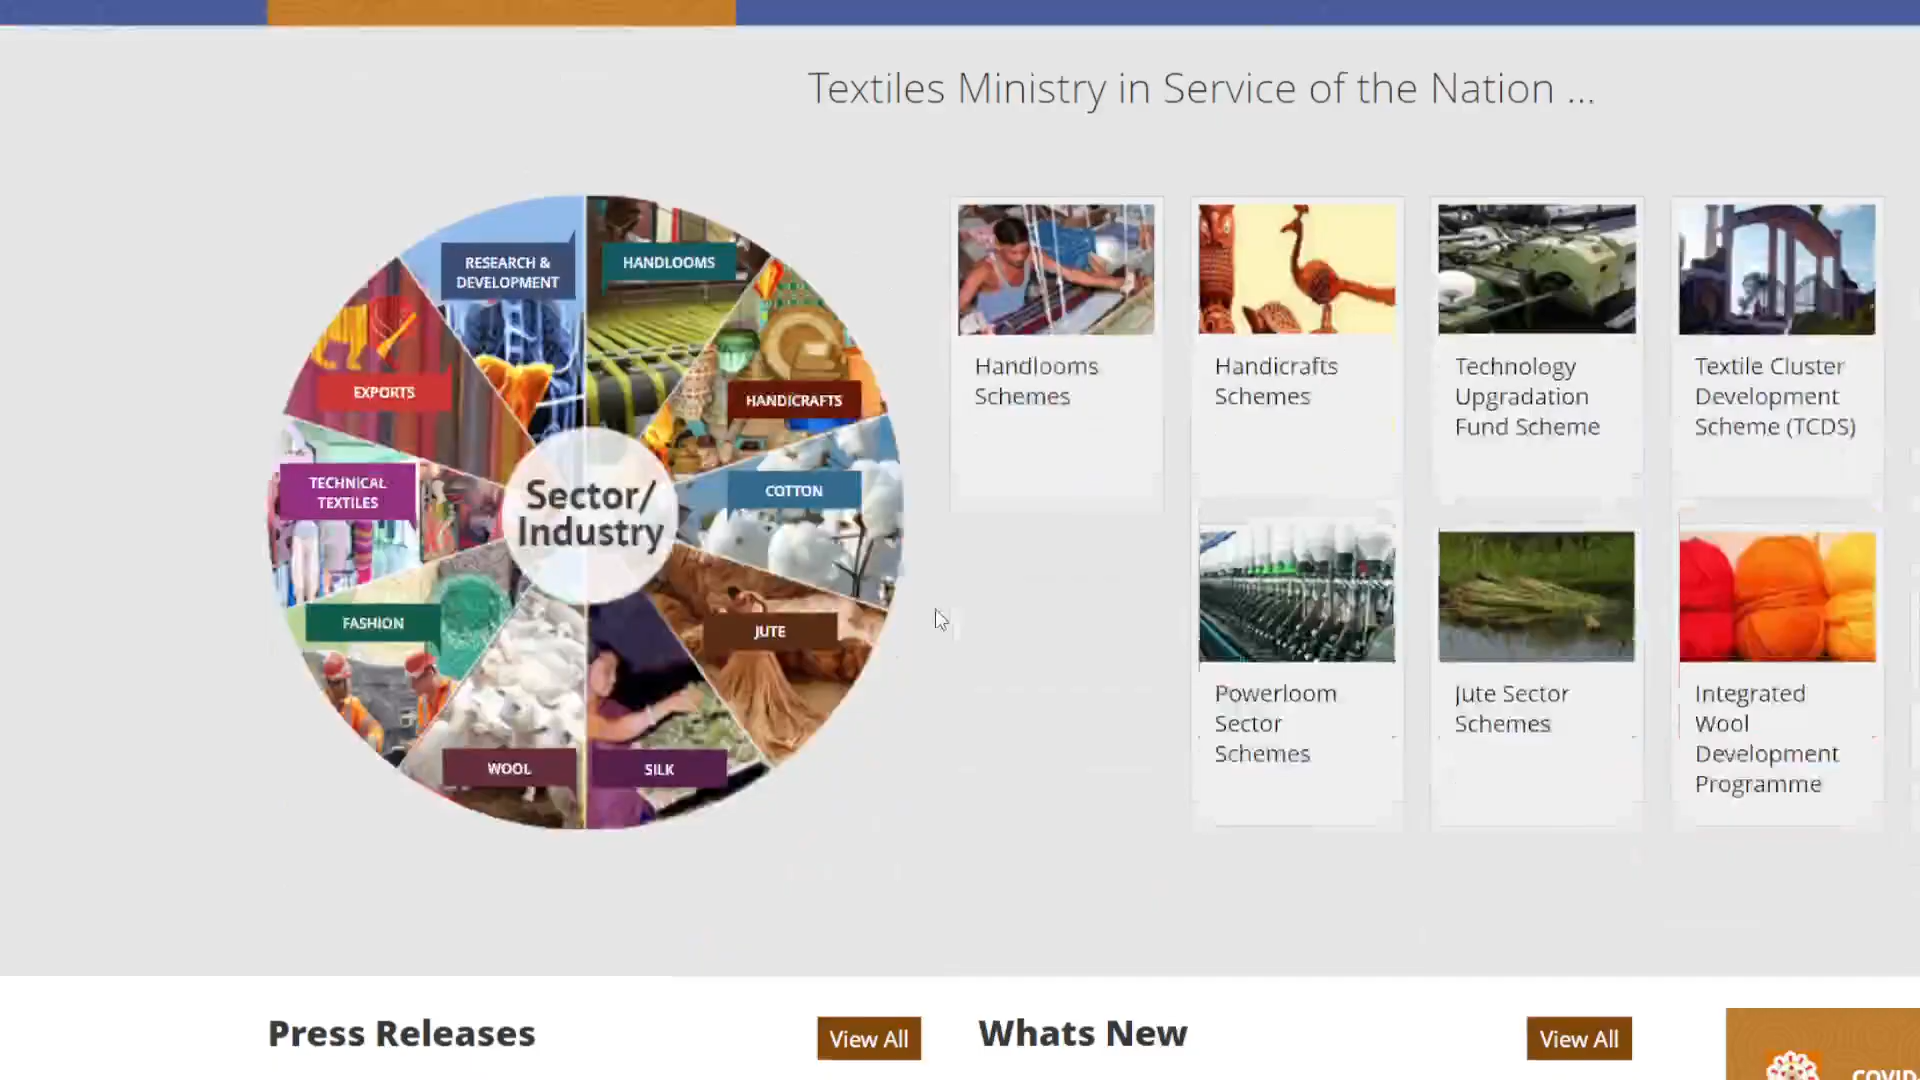 Textiles Ministry in Service of the Nation ...
RESEARCH &
DEVELOPMENT
HANDLOOMS
EXPORTS
HANDICRAFTS
TECHNICAL
TEXTILES
COTTON
Sector/
Industry
FASHION
JUTE
WOOL
SILK
Handlooms
Schemes
Handicrafts
Schemes
Technology
Upgradation
Fund Scheme
Textile Cluster
Development
Scheme (TCDS)
Powerloom
Sector
Schemes
Jute Sector
Schemes
Integrated
Wool
Development
Programme
Press Releases
View All
Whats New
View All
COVID